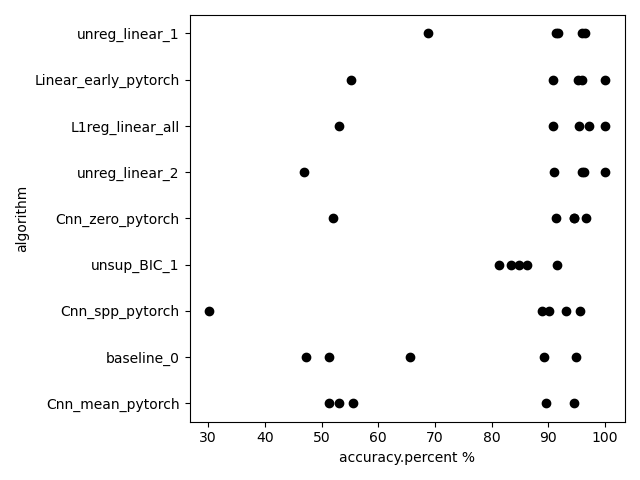 unreg_linear_1
Linear_early_pytorch
L1reg_linear_all
unreg_linear_2
Cnn_zero_pytorch
unsup_BIC_1
Cnn_spp_pytorch
baseline_0
Cnn_mean_pytorch
algorithm
30 40 50 60 70 80 90 100
accuracy.percent %